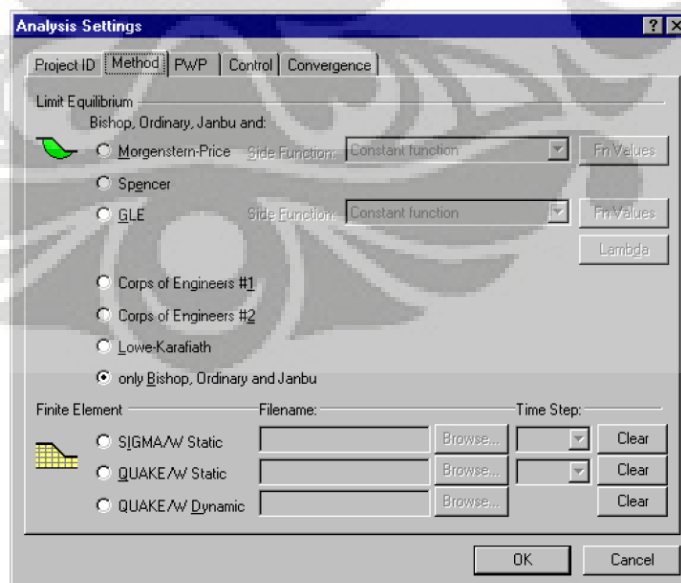 Analysis Settings
Project ID Method PWP Control Convergence
Limit Equilibrium
Bishop, Ordinary, Janbu and:
Morgenstern-Price Side Function: Constant function Fn Values
Spencer
GLE Side Function: Constant function Fn Values
Lambda
Corps of Engineers #1
Corps of Engineers #2
Lowe-Karafiath
only Bishop, Ordinary and Janbu
Finite Element Filename: Time Step:
SIGMA/W Static Browse... Clear
QUAKE/W Static Browse... Clear
QUAKE/W Dynamic Browse... Clear
OK Cancel